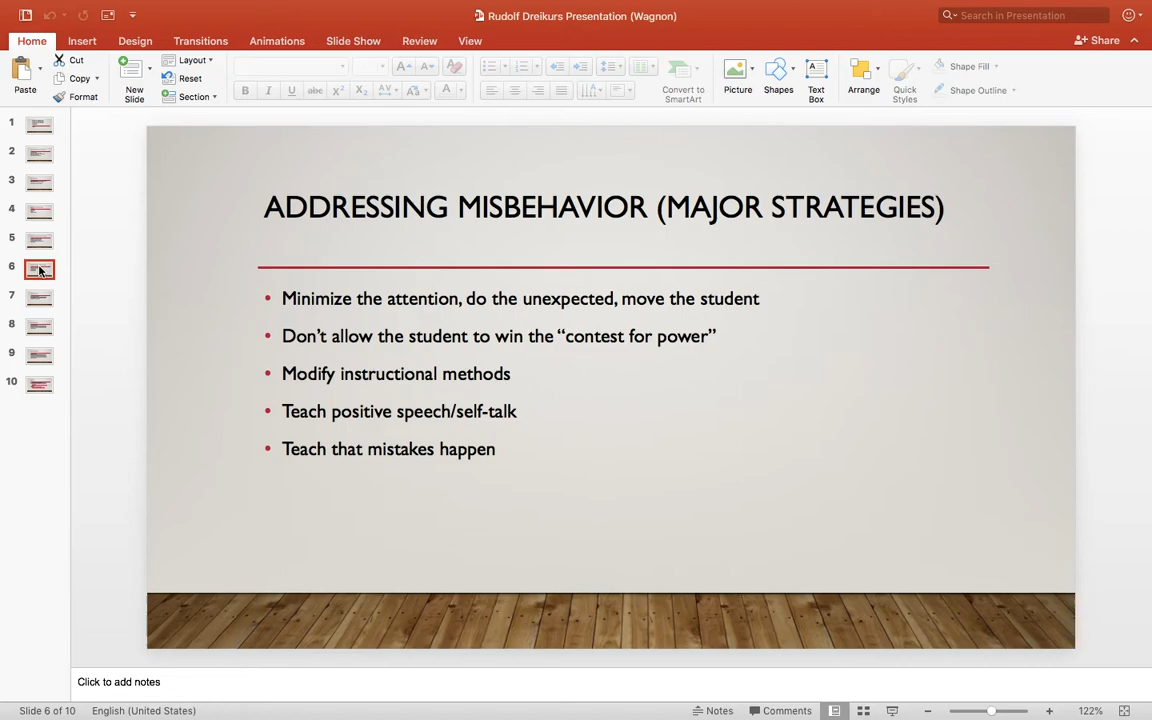 Rudolf Dreikurs Presentation (Wagnon)
Search in Presentation
Home Insert Design Transitions Animations Slide Show Review View
Share
Paste
Cut
Copy
Format
New Slide
Layout
Reset
Section
B I U abc X² X₂ AV Aa A
Convert to SmartArt
Picture
Shapes
Text Box
Arrange
Quick Styles
Shape Fill
Shape Outline
1
2
3
4
5
6
7
8
9
10
ADDRESSING MISBEHAVIOR (MAJOR STRATEGIES)
• Minimize the attention, do the unexpected, move the student
• Don’t allow the student to win the “contest for power”
• Modify instructional methods
• Teach positive speech/self-talk
• Teach that mistakes happen
Click to add notes
Slide 6 of 10 English (United States) Notes Comments 122%